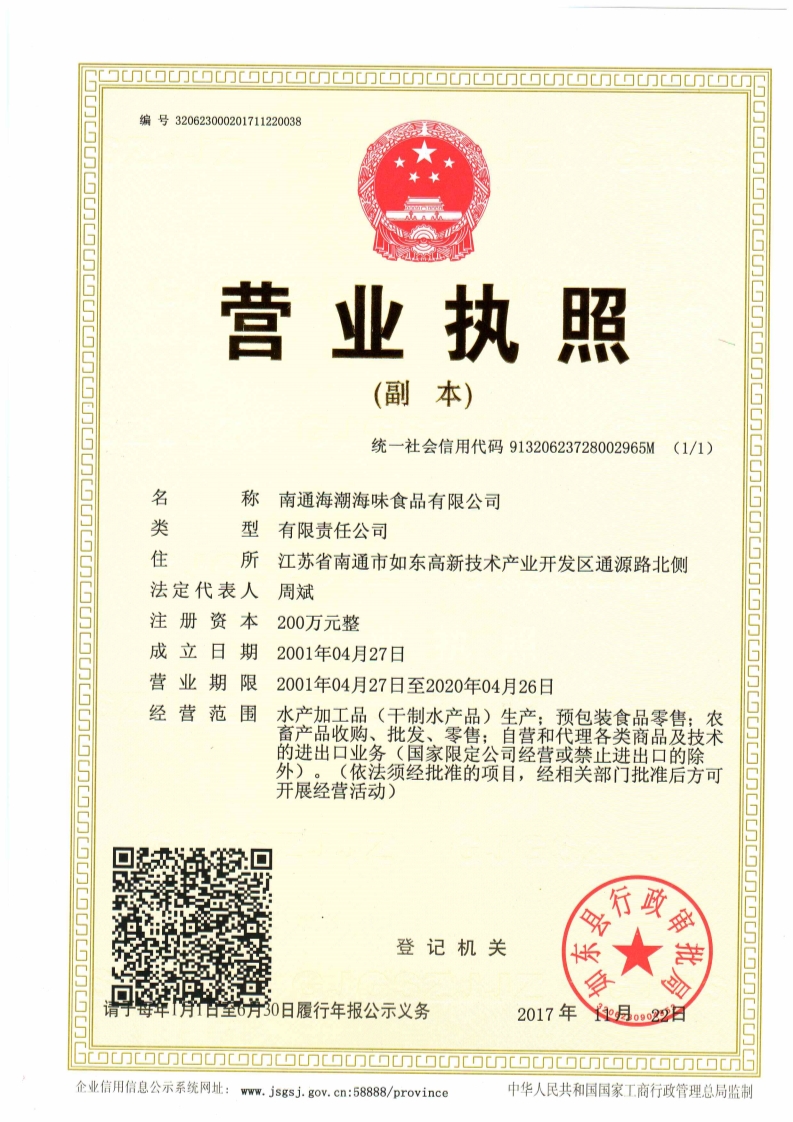 编 号 320623000201711220038
营业执照
(副 本)
统一社会信用代码 91320623728002965M （1/1）
名 称 南通海潮海味食品有限公司
类 型 有限责任公司
住 所 江苏省南通市如东高新技术产业开发区通源路北侧
法定代表人 周斌
注 册 资 本 200万元整
成 立 日 期 2001年04月27日
营 业 期 限 2001年04月27日至2020年04月26日
经 营 范 围 水产加工品（干制水产品）生产；预包装食品零售；农
畜产品收购、批发、零售；自营和代理各类商品及技术
的进出口业务（国家限定公司经营或禁止进出口的除
外）。（依法须经批准的项目，经相关部门批准后方可
开展经营活动）
登 记 机 关
如东县行政审批局
请于每年1月1日至6月30日履行年报公示义务
2017 年 11月 22日
企业信用信息公示系统网址： www.jsgsj.gov.cn:58888/province
中华人民共和国国家工商行政管理总局监制